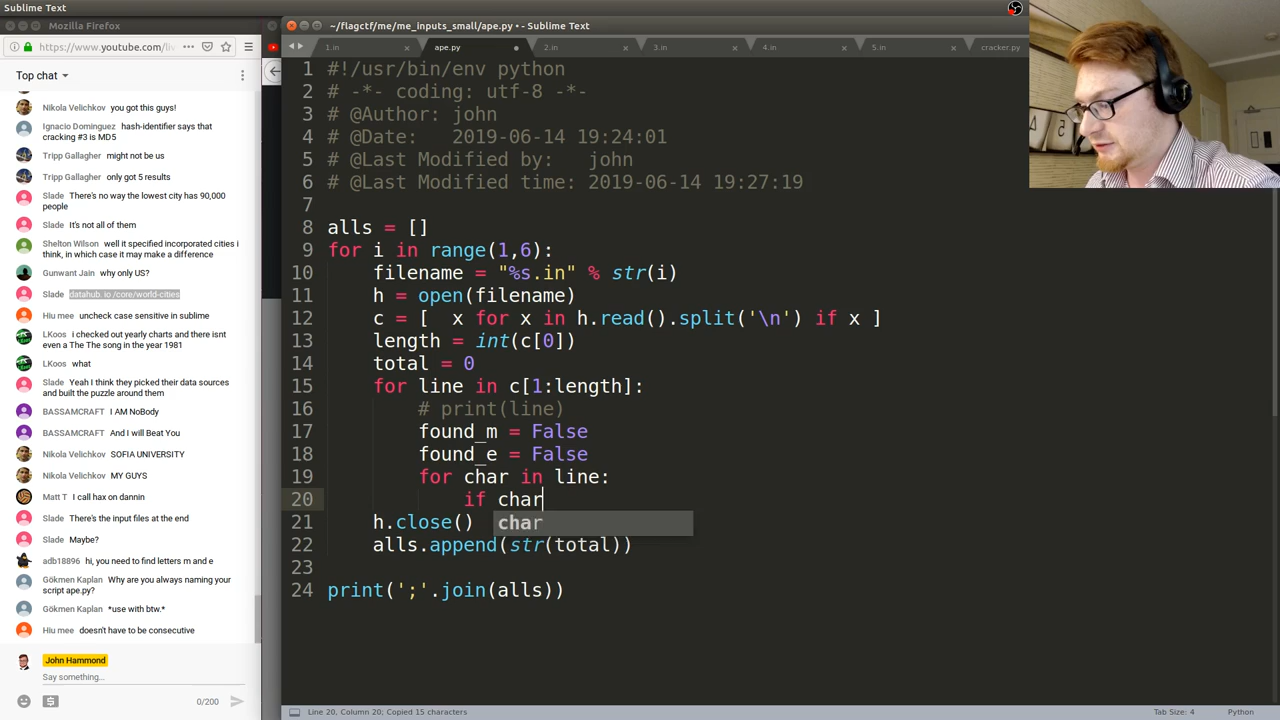 Sublime Text
Mozilla Firefox
https://www.youtube.com/liv
Top chat
Nikola Velichkov you got this guys!
Ignacio Dominguez hash-identifier says that
cracking #3 is MD5
Tripp Gallagher might not be us
Tripp Gallagher only got 5 results
Slade There's no way the lowest city has 90,000
people
Slade It's not all of them
Shelton Wilson well it specified incorporated cities i
think, in which case it may make a difference
Gunwant Jain why only US?
Slade datahub. io /core/world-cities
Hiu mee uncheck case sensitive in sublime
LKoos i checked out yearly charts and there isnt
even a The The song in the year 1981
LKoos what
Slade Yeah I think they picked their data sources
and built the puzzle around them
BASSAMCRAFT I AM NoBody
BASSAMCRAFT And I will Beat You
Nikola Velichkov SOFIA UNIVERSITY
Nikola Velichkov MY GUYS
Matt T I call hax on dannin
Slade There's the input files at the end
Slade Maybe?
adb18896 hi, you need to find letters m and e
Gökmen Kaplan Why are you always naming your
script ape.py?
Gökmen Kaplan *use with btw.*
Hiu mee doesn't have to be consecutive
John Hammond
Say something...
0/200
~/flagctf/me/me_inputs_small/ape.py • - Sublime Text
1.in ape.py 2.in 3.in 4.in 5.in cracker.py
1 #!/usr/bin/env python
2 # -*- coding: utf-8 -*-
3 # @Author: john
4 # @Date:   2019-06-14 19:24:01
5 # @Last Modified by:   john
6 # @Last Modified time: 2019-06-14 19:27:19
7
8 alls = []
9 for i in range(1,6):
10     filename = "%s.in" % str(i)
11     h = open(filename)
12     c = [  x for x in h.read().split('\n') if x ]
13     length = int(c[0])
14     total = 0
15     for line in c[1:length]:
16         # print(line)
17         found_m = False
18         found_e = False
19         for char in line:
20             if char
21     h.close()
char
22     alls.append(str(total))
23
24 print(';'.join(alls))
Line 20, Column 20; Copied 15 characters
Tab Size: 4
Python